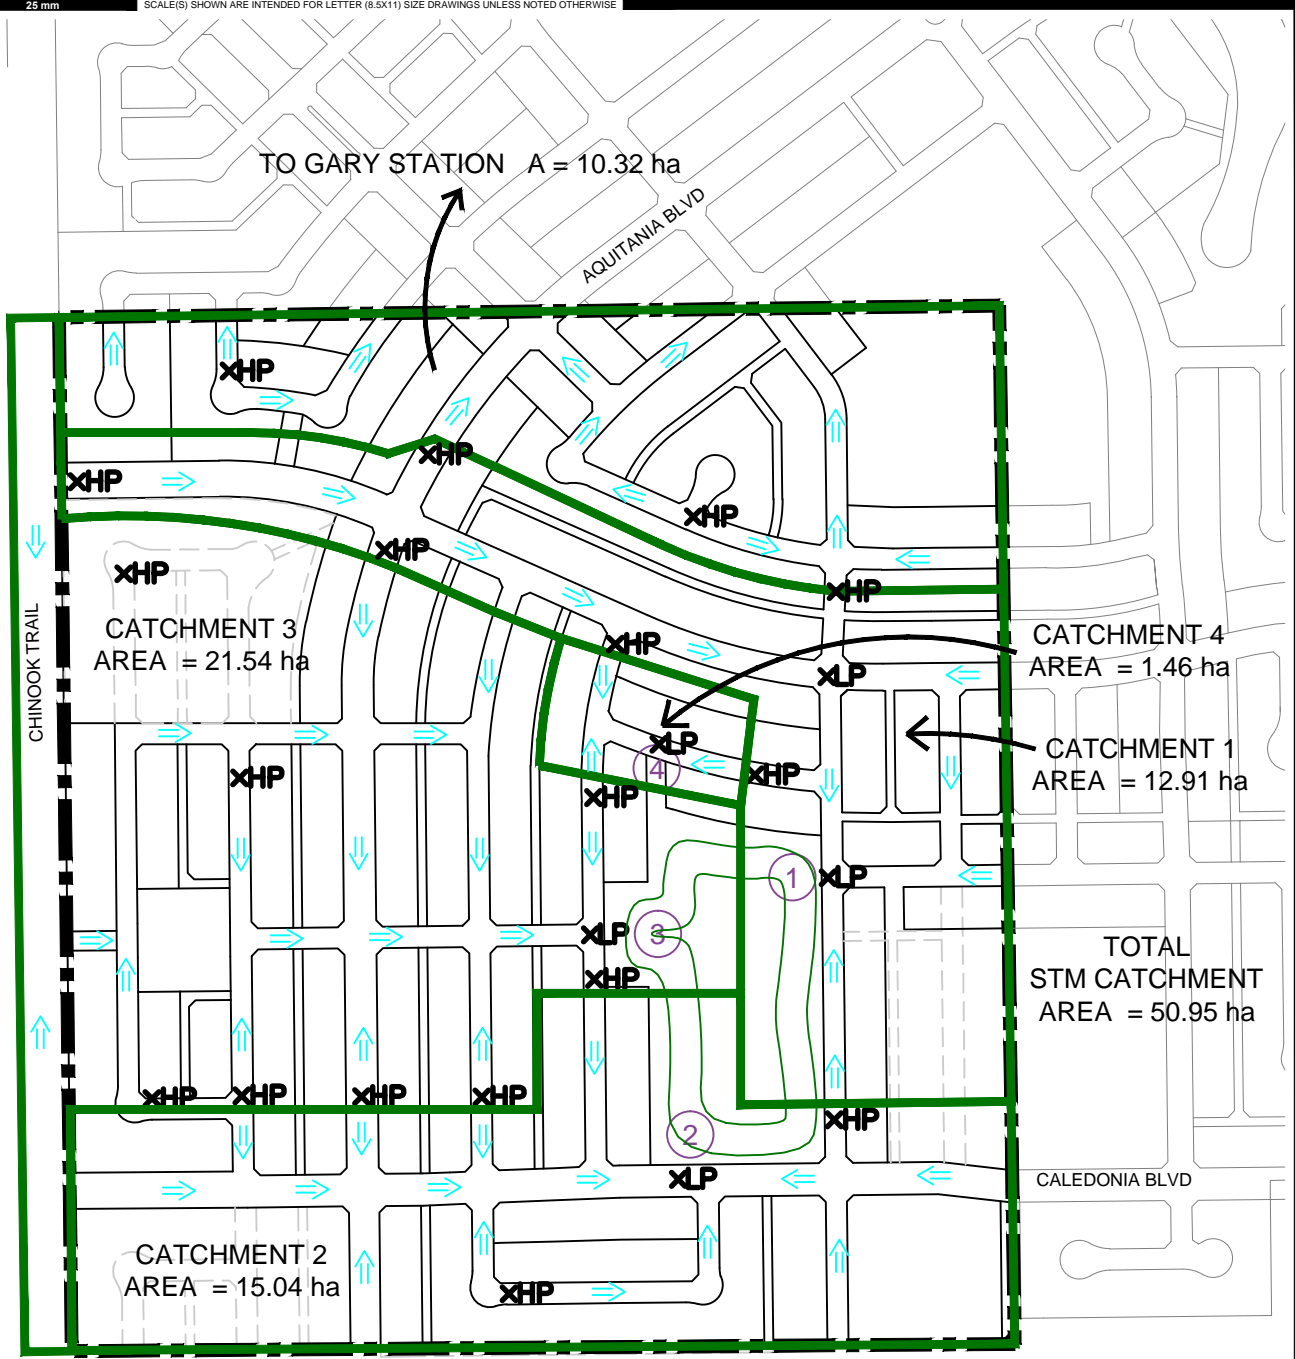 25 mm
SCALE(S) SHOWN ARE INTENDED FOR LETTER (8.5X11) SIZE DRAWINGS UNLESS NOTED OTHERWISE
TO GARY STATION A = 10.32 ha
AQUITANIA BLVD
HP
HP
HP
HP
HP
HP
HP
CHINOOK TRAIL
CATCHMENT 3
AREA = 21.54 ha
HP
CATCHMENT 4
AREA = 1.46 ha
LP
LP
4
HP
HP
HP
CATCHMENT 1
AREA = 12.91 ha
1
LP
LP
3
HP
TOTAL
STM CATCHMENT
AREA = 50.95 ha
HP
HP
HP
HP
HP
2
LP
CALEDONIA BLVD
CATCHMENT 2
AREA = 15.04 ha
HP